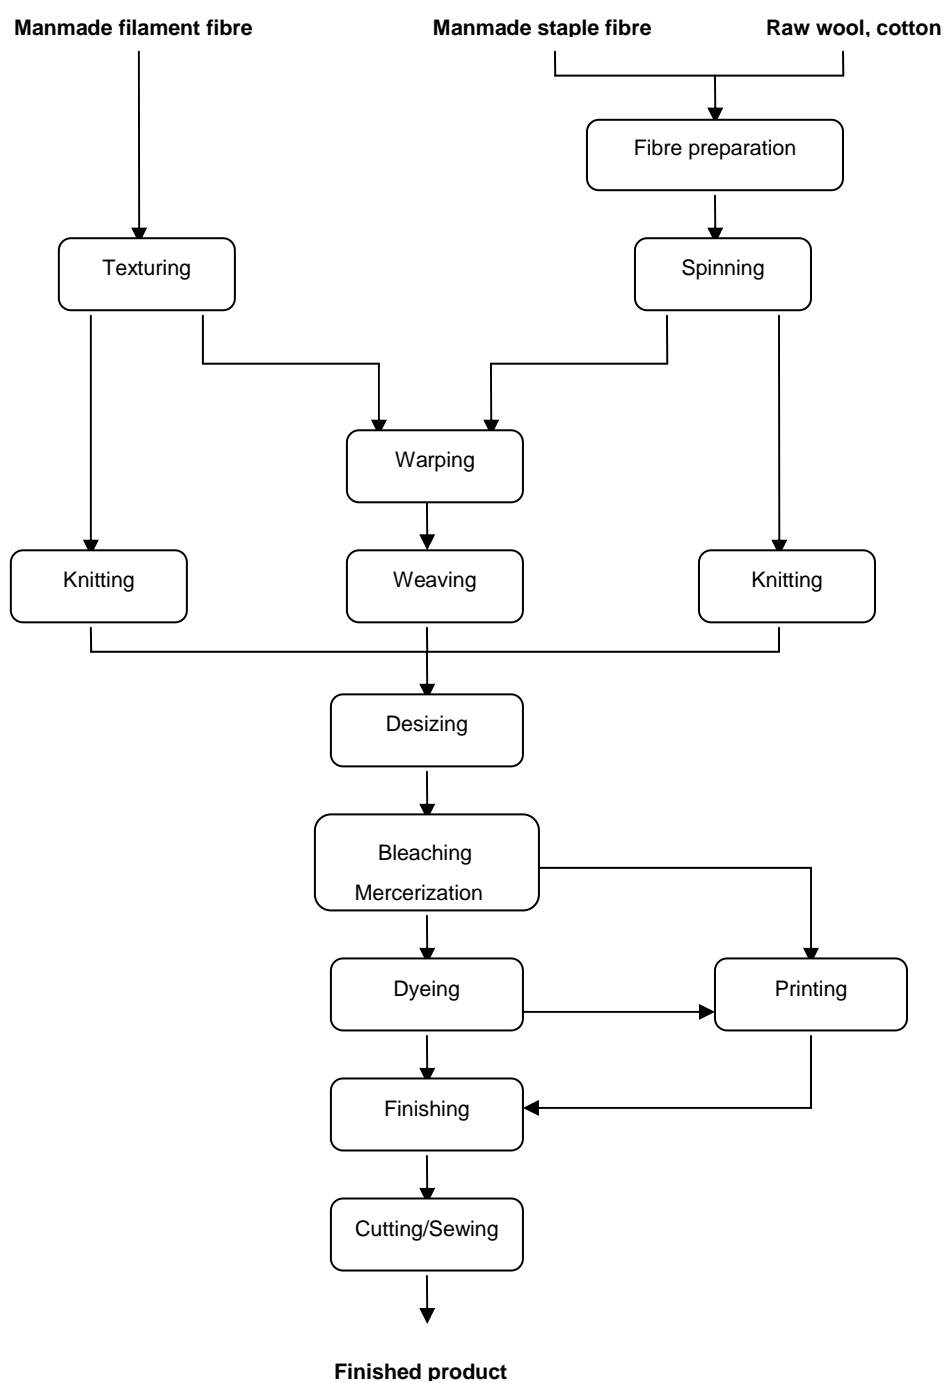 Manmade filament fibre
Manmade staple fibre
Raw wool, cotton
Fibre preparation
Texturing
Spinning
Warping
Knitting
Weaving
Knitting
Desizing
Bleaching
Mercerization
Dyeing
Printing
Finishing
Cutting/Sewing
Finished product